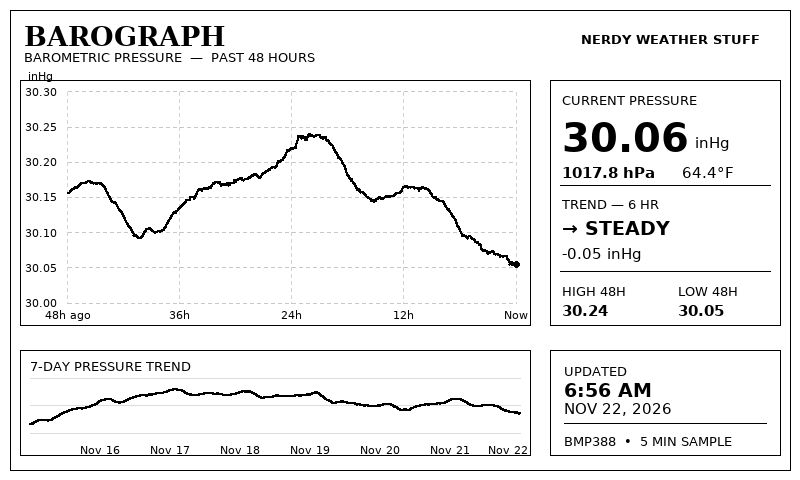 BAROGRAPH
BAROMETRIC PRESSURE — PAST 48 HOURS
NERDY WEATHER STUFF
inHg
30.30
30.25
30.20
30.15
30.10
30.05
30.00
48h ago 36h 24h 12h Now
CURRENT PRESSURE
30.06 inHg
1017.8 hPa 64.4°F
TREND — 6 HR
→ STEADY
-0.05 inHg
HIGH 48H LOW 48H
30.24 30.05
7-DAY PRESSURE TREND
Nov 16 Nov 17 Nov 18 Nov 19 Nov 20 Nov 21 Nov 22
UPDATED
6:56 AM
NOV 22, 2026
BMP388 • 5 MIN SAMPLE